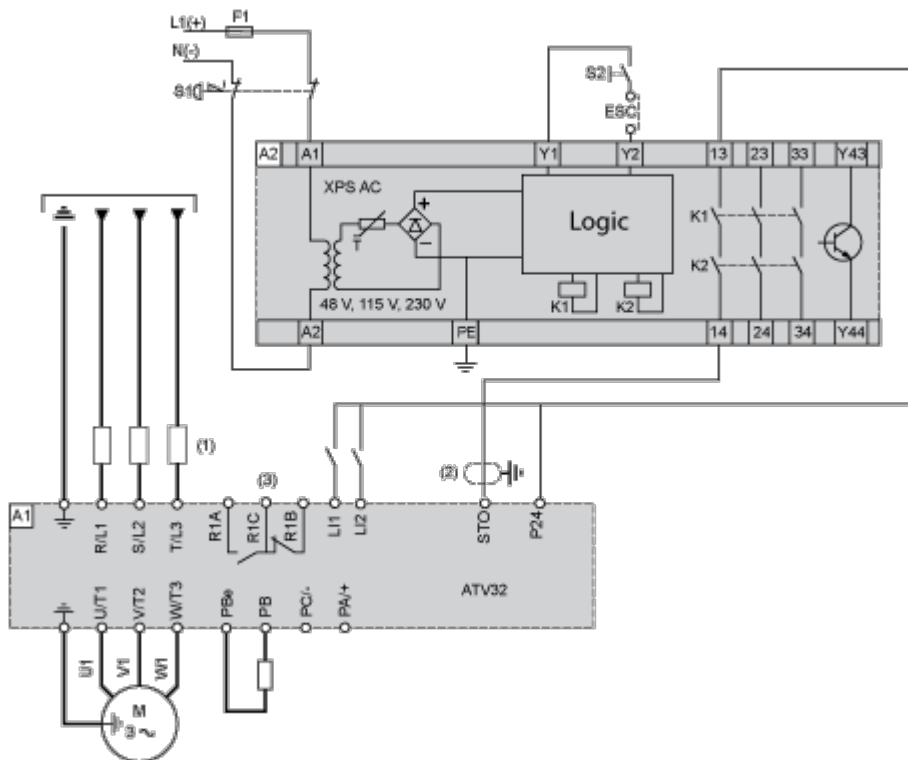 L1(+) F1
N(-)
S1
S2
ESC
A2 A1 Y1 Y2 13 23 33 Y43
XPS AC
+
T
-
Logic
K1
K2
48 V, 115 V, 230 V
K1 K2
A2 PE 14 24 34 Y44
(1)
(2)
(3)
A1
R/L1 S/L2 T/L3 R1A R1C R1B LI1 LI2 STO P24
ATV32
U/T1 V/T2 W/T3 PBe PB PC/- PA/+
U1 V1 W1
M
3 ~